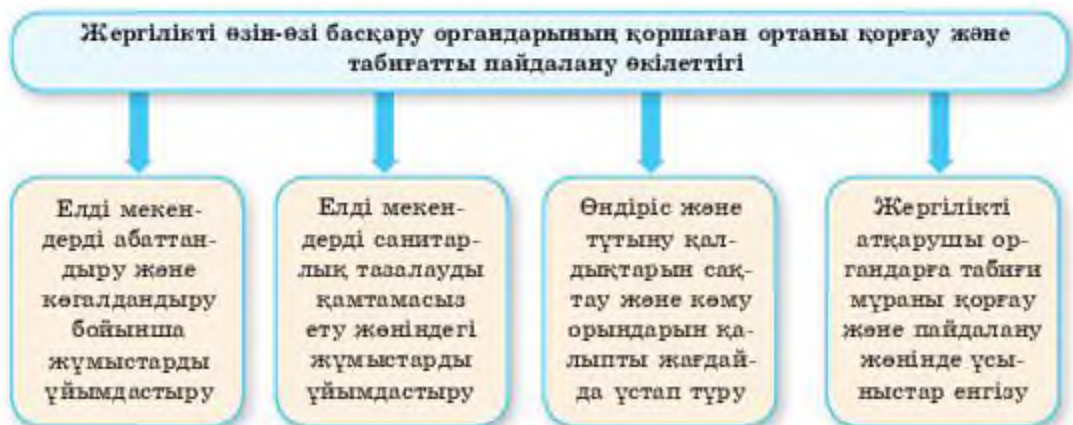 Жергілікті өзін-өзі басқару органдарының қоршаған ортаны қорғау және
табиғатты пайдалану өкілеттігі
Елді мекен-
дерді абаттан-
дыру және
көгалдандыру
бойынша
жұмыстарды
ұйымдастыру
Елді мекен-
дерді санитар-
лық тазалауды
қамтамасыз
ету жөніндегі
жұмыстарды
ұйымдастыру
Өндіріс және
тұтыну қал-
дықтарын сақ-
тау және көму
орындарын қа-
лыпты жағдай-
да ұстап тұру
Жергілікті
атқарушы ор-
гандарға табиғи
мұраны қорғау
және пайдалану
жөнінде ұсы-
ныстар енгізу